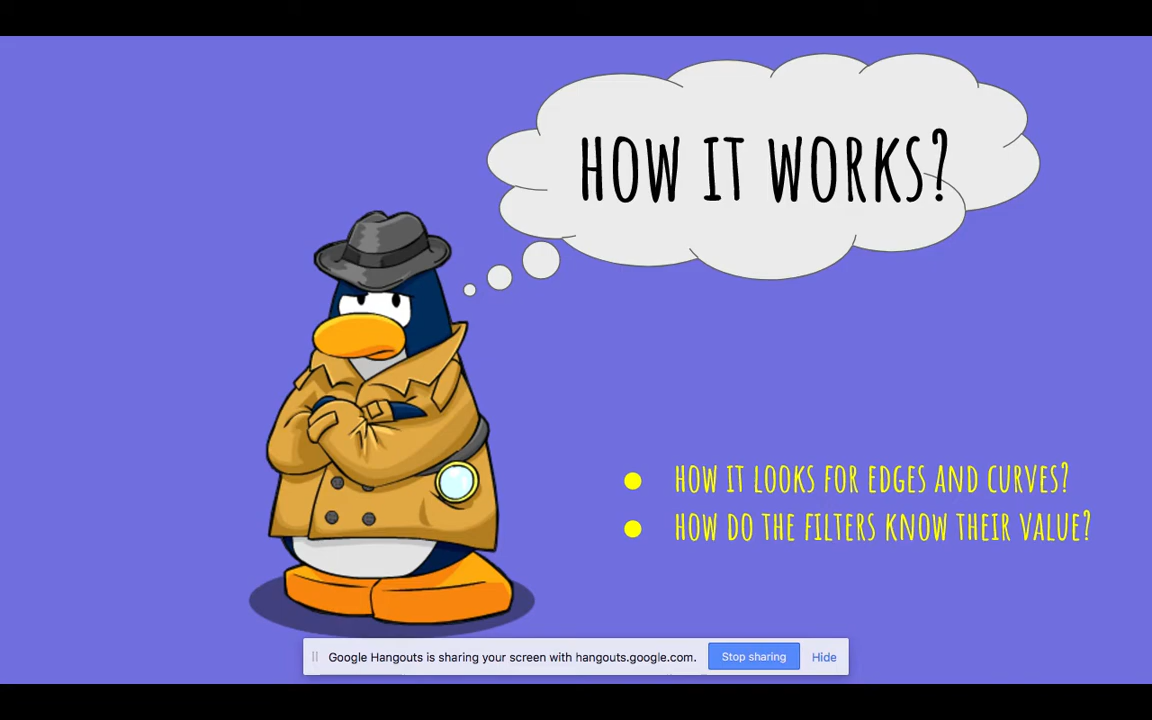 HOW IT WORKS?
HOW IT LOOKS FOR EDGES AND CURVES?
HOW DO THE FILTERS KNOW THEIR VALUE?
Google Hangouts is sharing your screen with hangouts.google.com. Stop sharing Hide